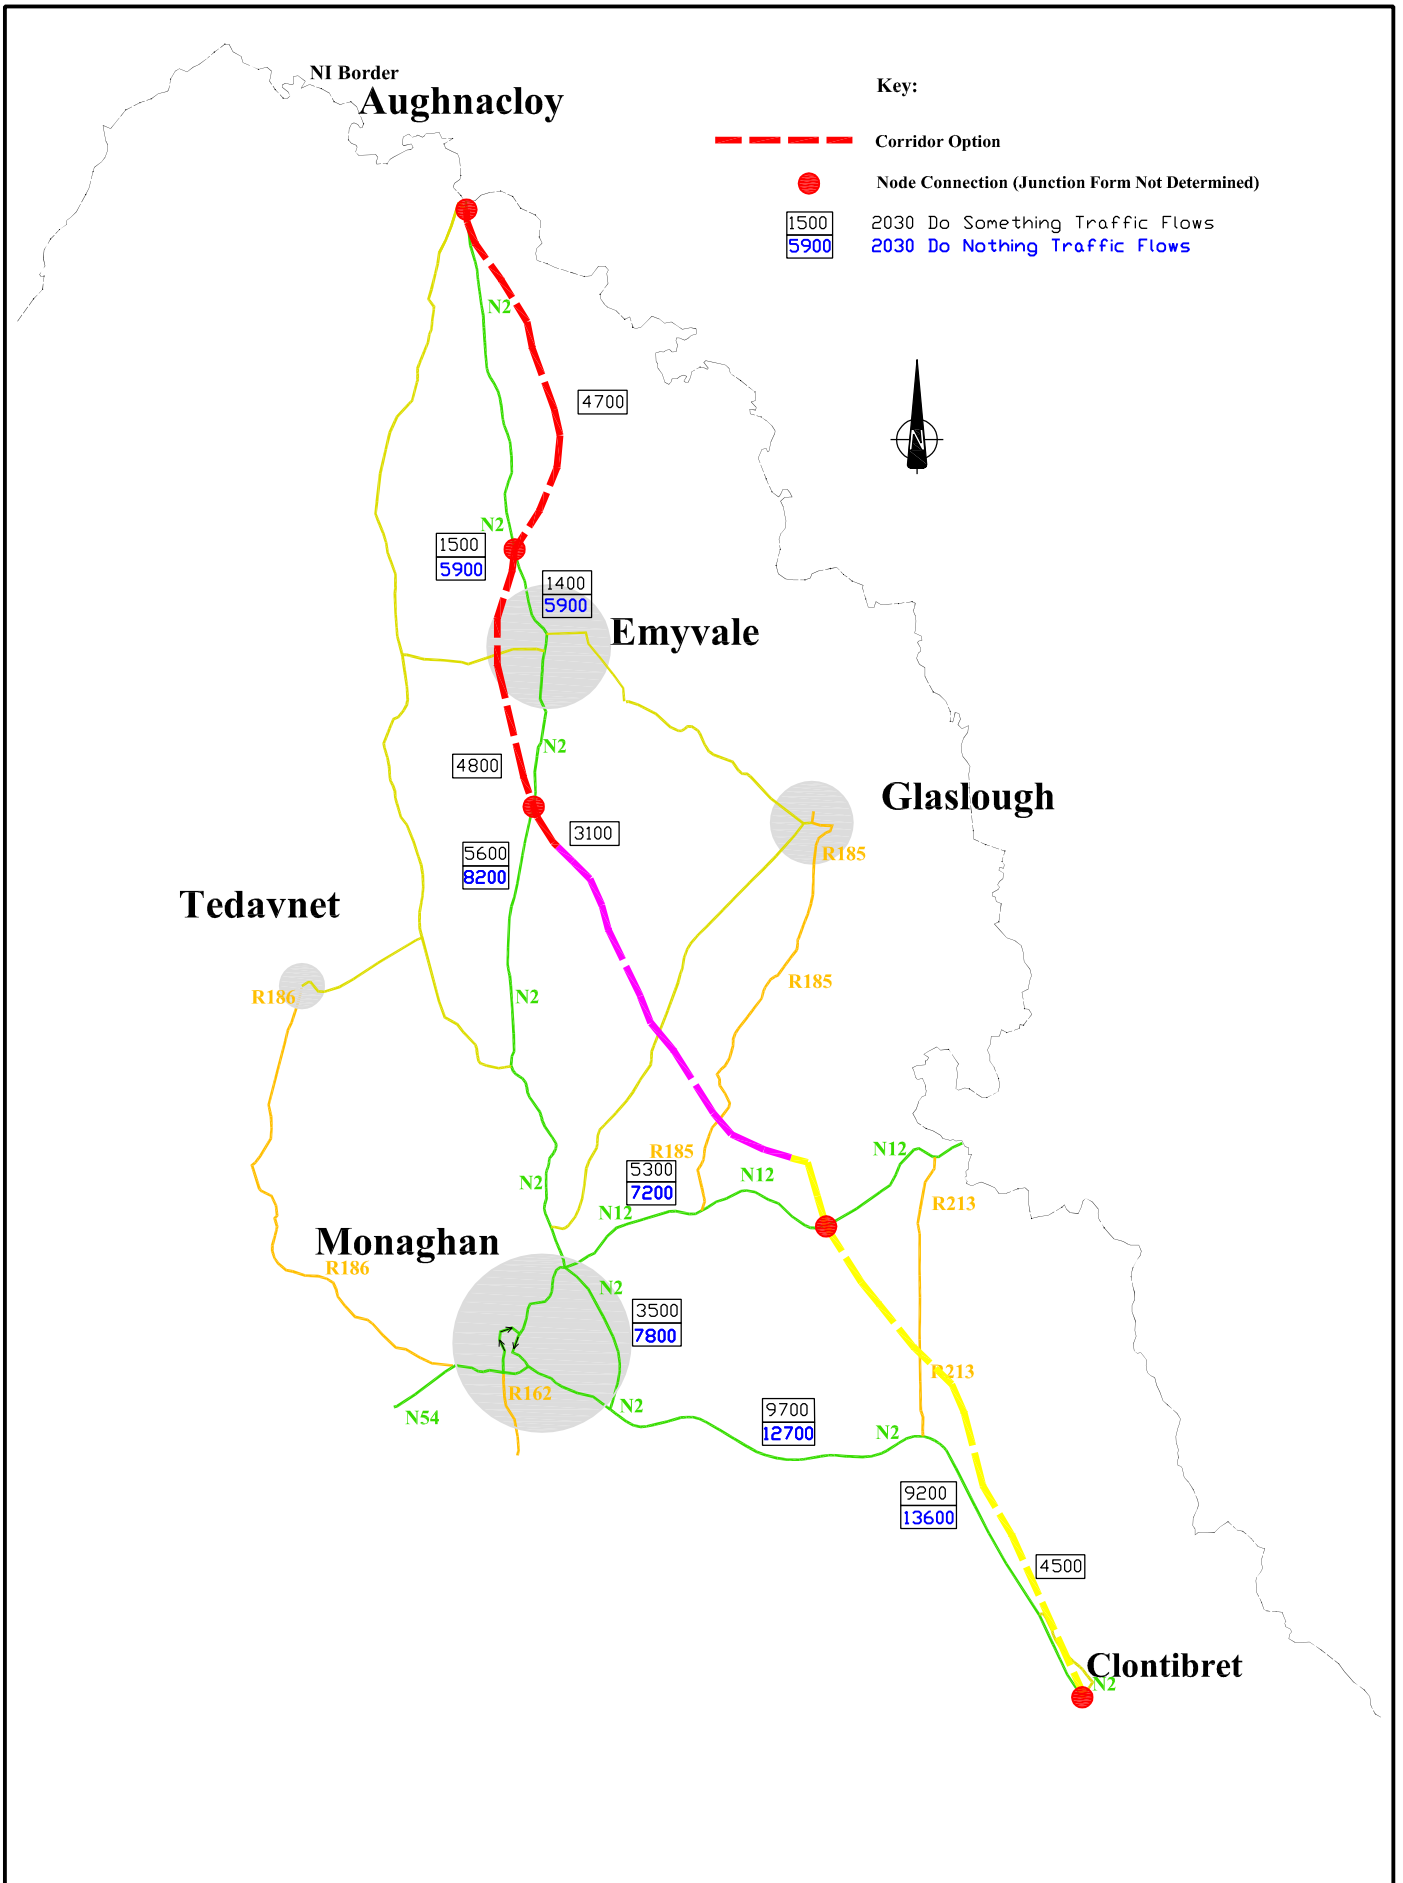 NI Border
Aughnacloy
Key:
Corridor Option
Node Connection (Junction Form Not Determined)
1500
2030 Do Something Traffic Flows
5900
2030 Do Nothing Traffic Flows
N2
4700
N
N2
1500
5900
1400
5900
Emyvale
N2
4800
Glaslough
3100
5600
8200
R185
Tedavnet
R185
R186
N2
N12
R185
5300
7200
N12
N2
R213
N12
Monaghan
R186
N2
3500
7800
R213
R162
N2
N54
9700
12700
N2
9200
13600
4500
Clontibret
N2